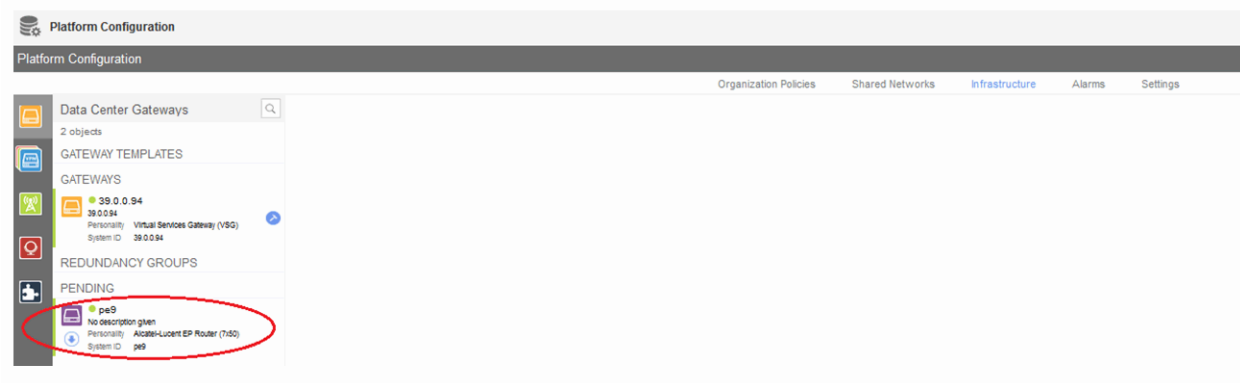 Platform Configuration
Platform Configuration
Organization Policies Shared Networks Infrastructure Alarms Settings
Data Center Gateways
2 objects
GATEWAY TEMPLATES
GATEWAYS
39.0.0.94
39.0.0.94
Personality Virtual Services Gateway (VSG)
System ID 39.0.0.94
REDUNDANCY GROUPS
PENDING
pe9
No description given
Personality Alcatel-Lucent EP Router (7x50)
System ID pe9